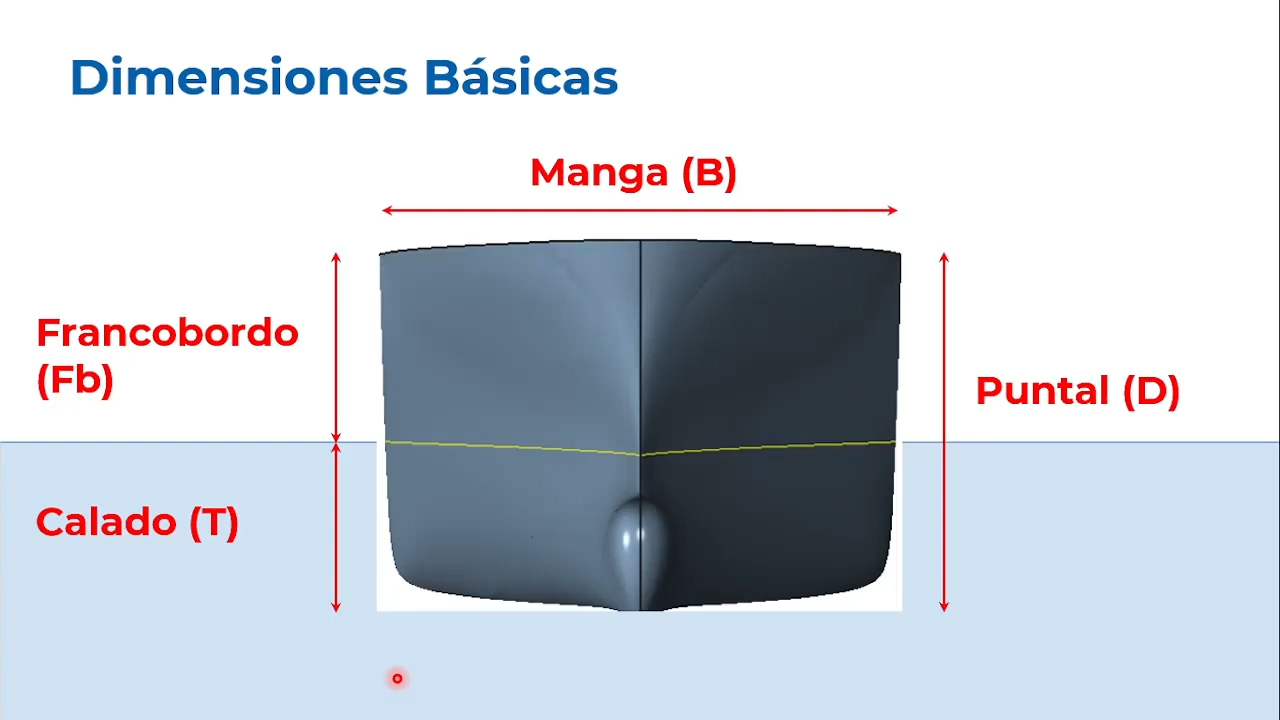 Dimensiones Básicas
Manga (B)
Francobordo
(Fb)
Puntal (D)
Calado (T)